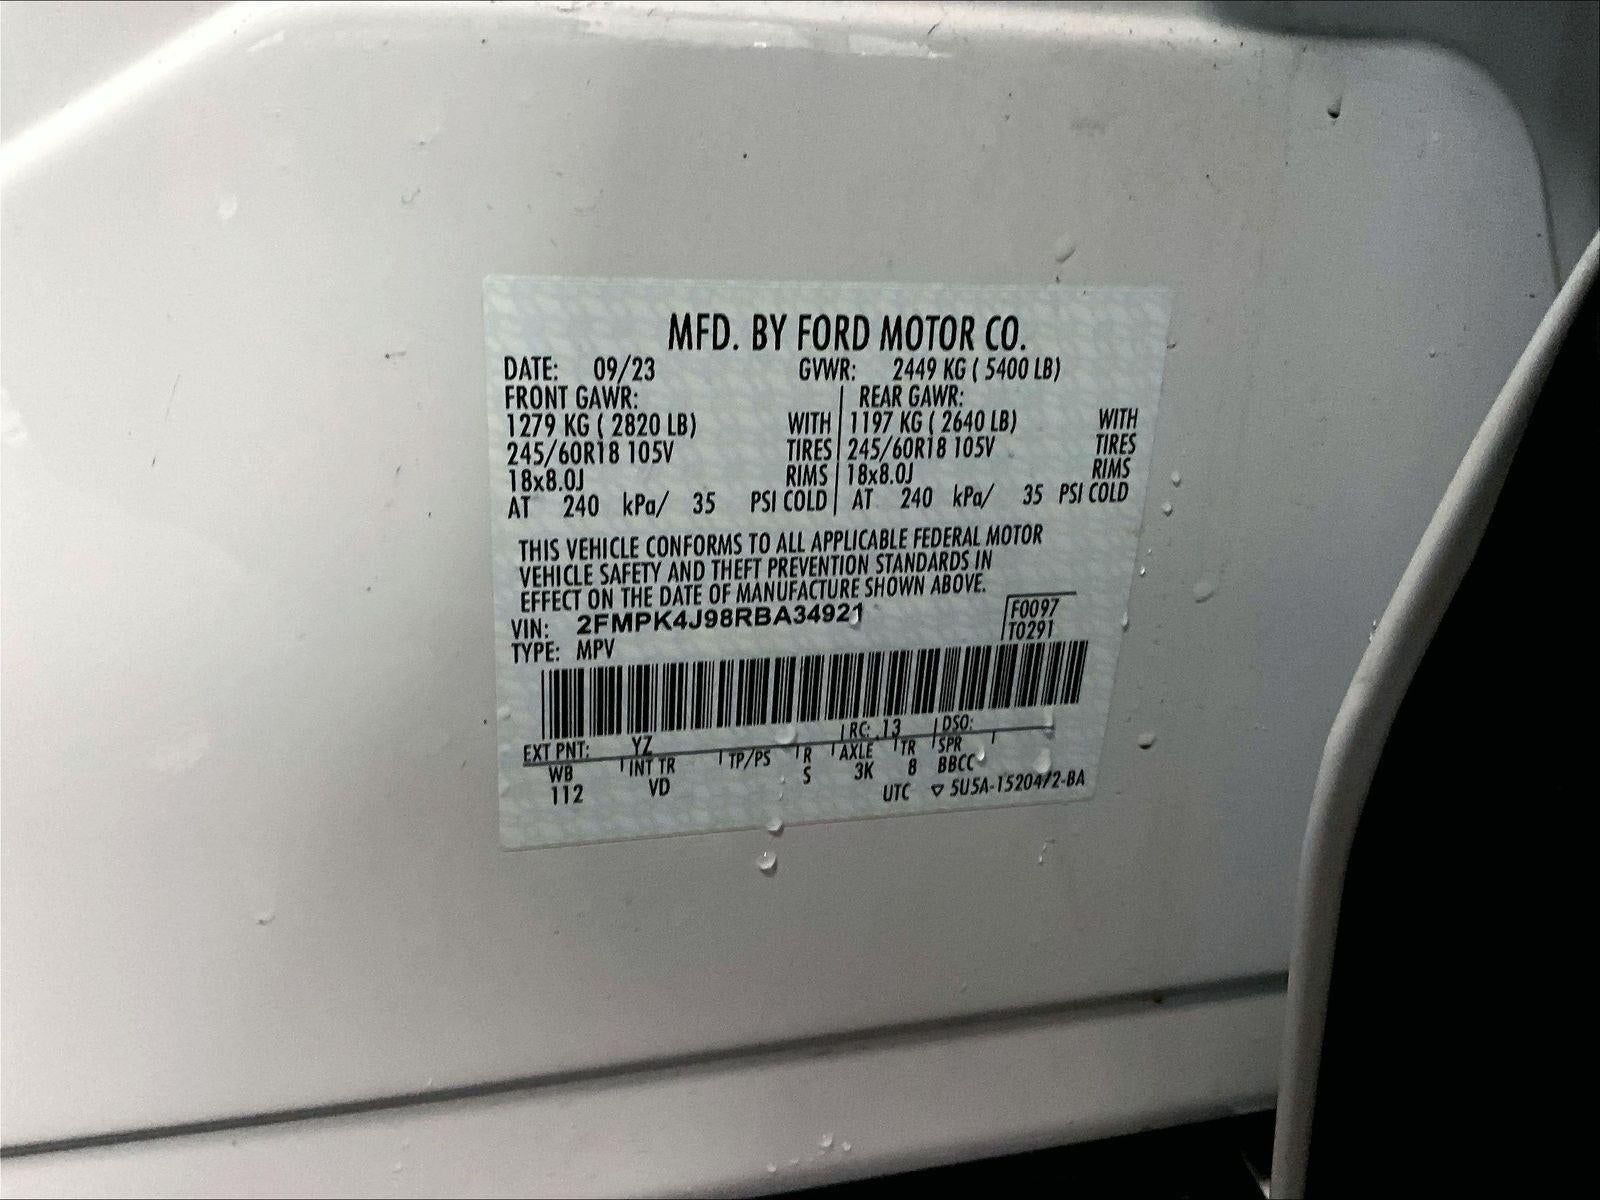 MFD. BY FORD MOTOR CO.
DATE: 09/23 GVWR: 2449 KG ( 5400 LB)
FRONT GAWR: REAR GAWR:
1279 KG ( 2820 LB) WITH 1197 KG ( 2640 LB) WITH
245/60R18 105V TIRES 245/60R18 105V TIRES
18x8.0J RIMS 18x8.0J RIMS
AT 240 kPa/ 35 PSI COLD AT 240 kPa/ 35 PSI COLD
THIS VEHICLE CONFORMS TO ALL APPLICABLE FEDERAL MOTOR
VEHICLE SAFETY AND THEFT PREVENTION STANDARDS IN
EFFECT ON THE DATE OF MANUFACTURE SHOWN ABOVE.
VIN: 2FMPK4J98RBA34921 F0097
TYPE: MPV T0291
EXT PNT: YZ RC: 13 DSO:
WB INT TR TP/PS R AXLE TR SPR
112 VD S 3K 8 BBCC
UTC ▽ 5U5A-1520472-BA